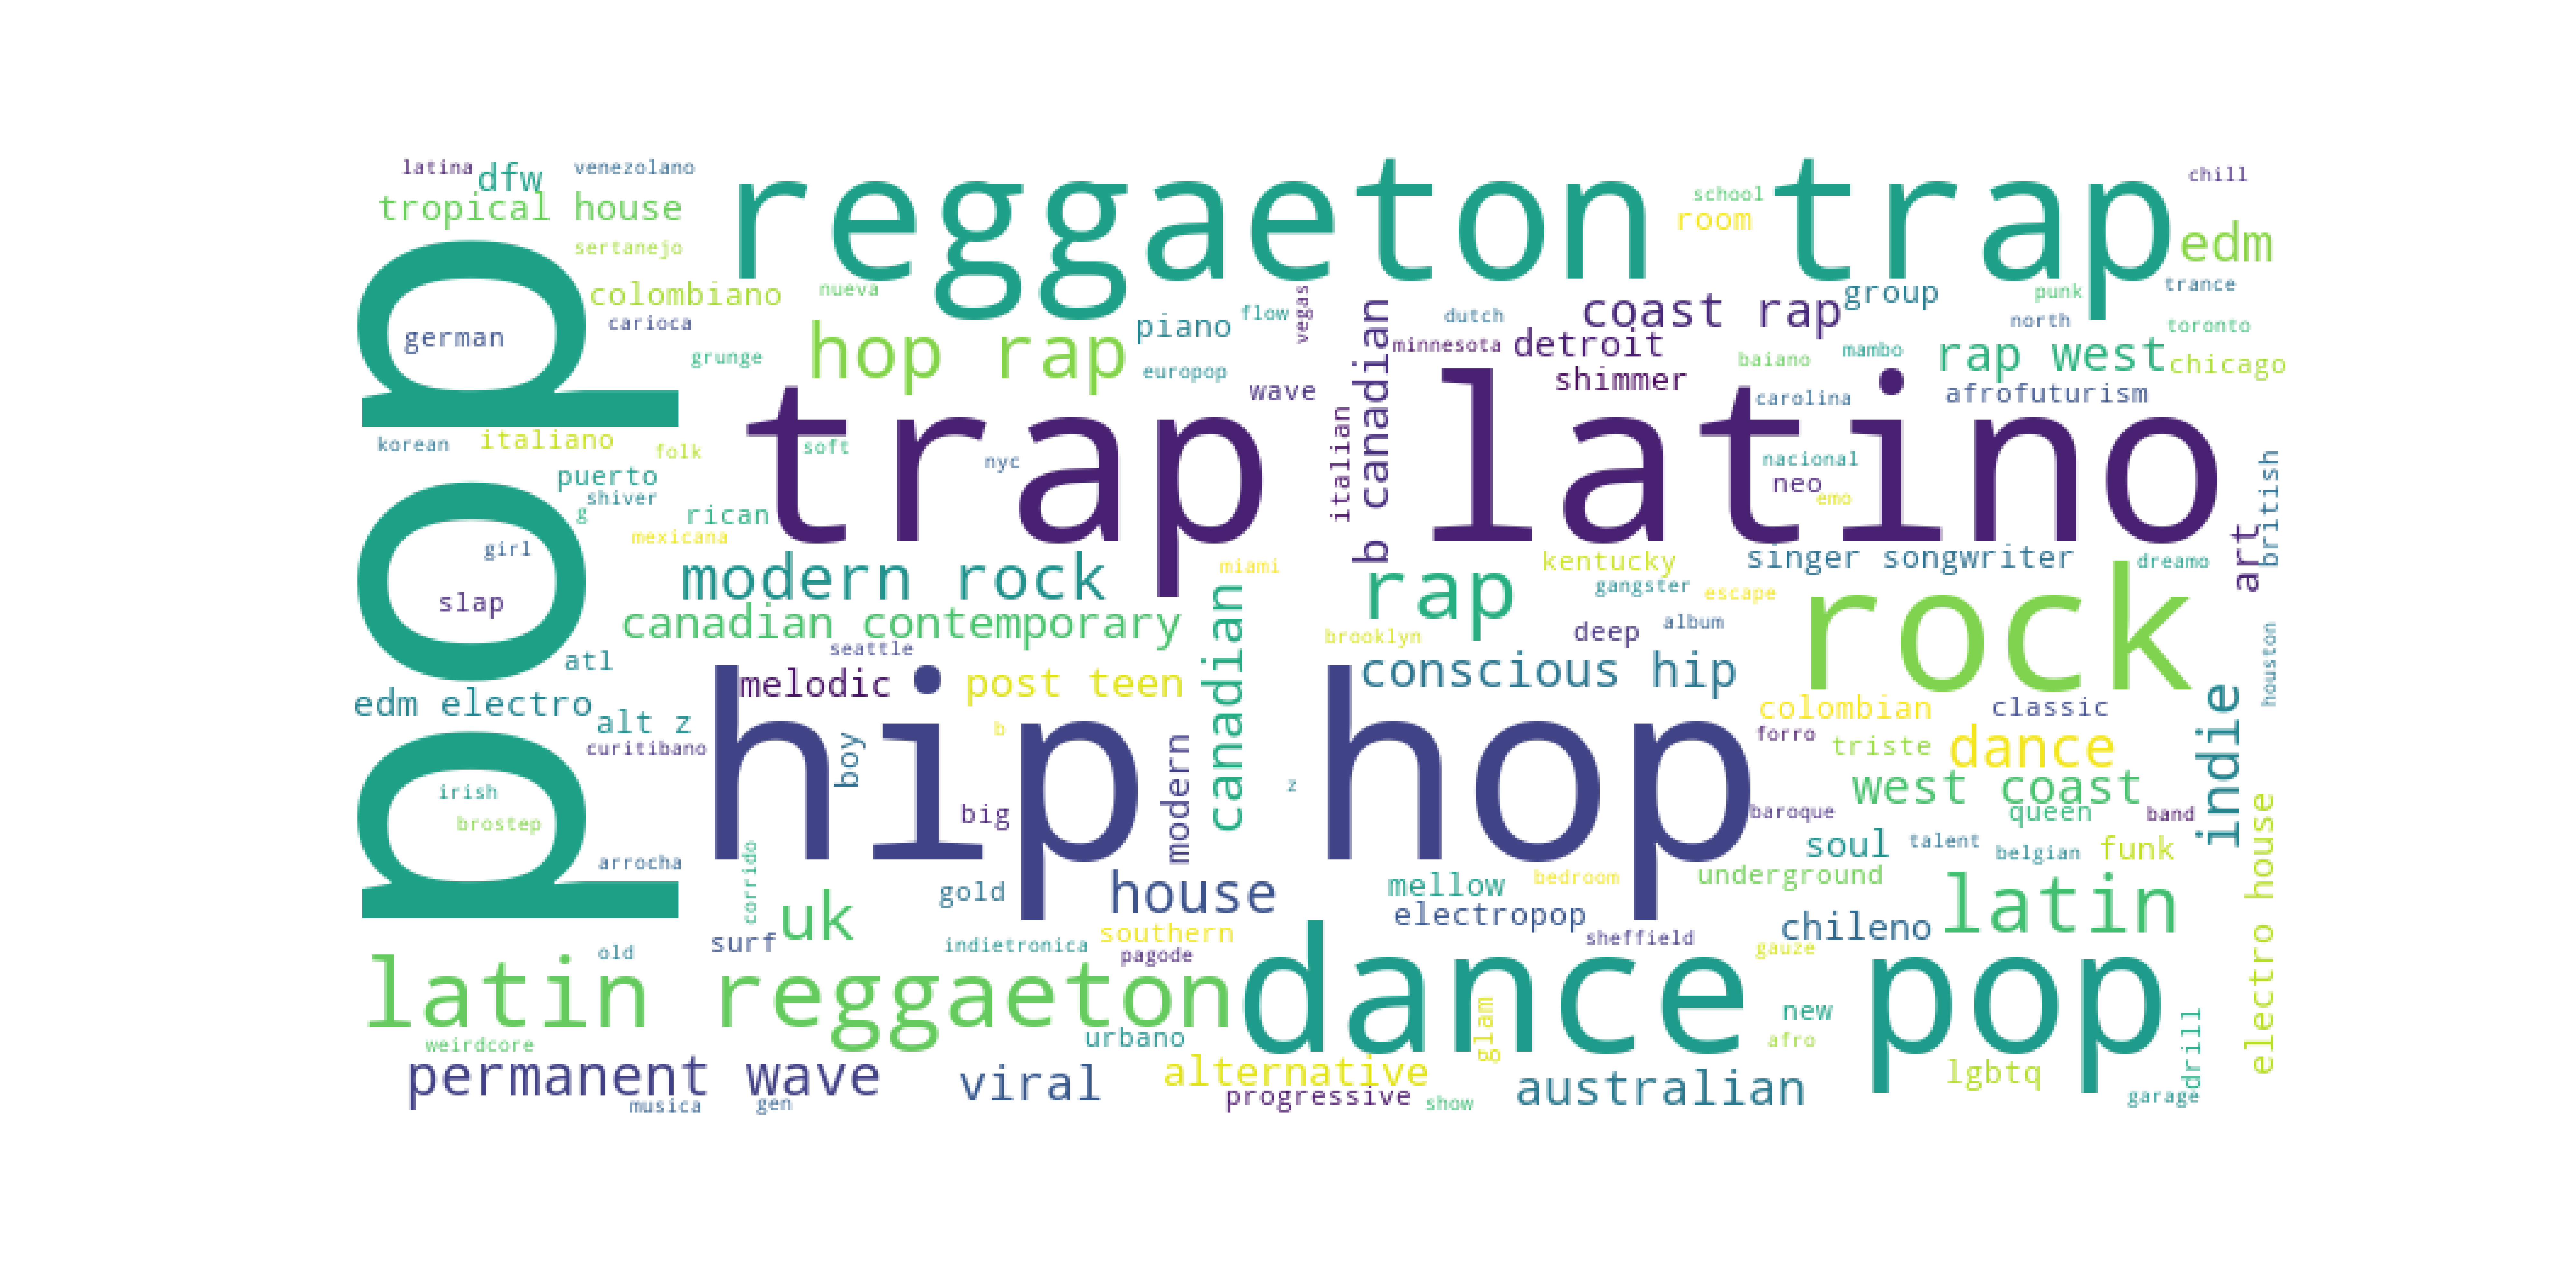 latina
dfw
venezolano
tropical house
sertanejo
reggaeton trap
school
room
chill
edm
pop
german
colombiano
carioca
nueva
grunge
hop rap
piano
flow
vegas
europop
wave
b canadian
dutch
coast rap
group
minnesota
detroit
shimmer
baiano
mambo
carolina
punk
trance
north
toronto
rap west
chicago
afrofuturism
korean
italiano
folk
puerto
shiver
g
rican
mexicana
soft
nyc
trap latino
italian
nacional
neo
emo
british
art
girl
slap
modern rock
canadian contemporary
seattle
miami
canadian
rap
kentucky
gangster
escape
brooklyn
deep
album
singer songwriter
dreamo
rock
houston
atl
edm electro
alt z
curitibano
melodic
post teen
conscious hip
hip hop
boy
b
modern
big
z
colombian
classic
forro
triste
dance
west coast
indie
irish
brostep
arrocha
baroque
queen
band
soul
talent
belgian
funk
electro house
corrido
uk
gold
surf
house
mellow
bedroom
underground
electropop
southern
indietronica
pagode
sheffield
chileno
latin
gauze
old
latin reggaeton
dance pop
weirdcore
urbano
glam
new
afro
drill
permanent wave
musica
gen
viral
alternative
progressive
show
australian
lgbtq
garage